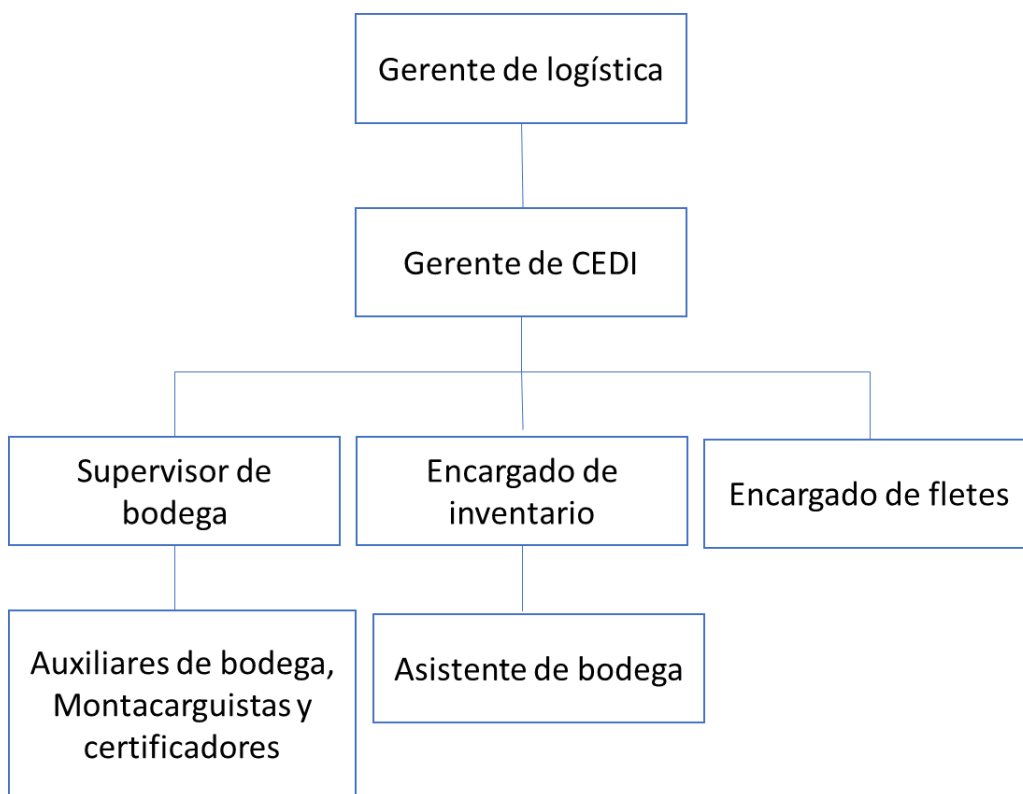 Gerente de logística
Gerente de CEDI
Supervisor de
bodega
Encargado de
inventario
Encargado de fletes
Auxiliares de bodega,
Montacarguistas y
certificadores
Asistente de bodega